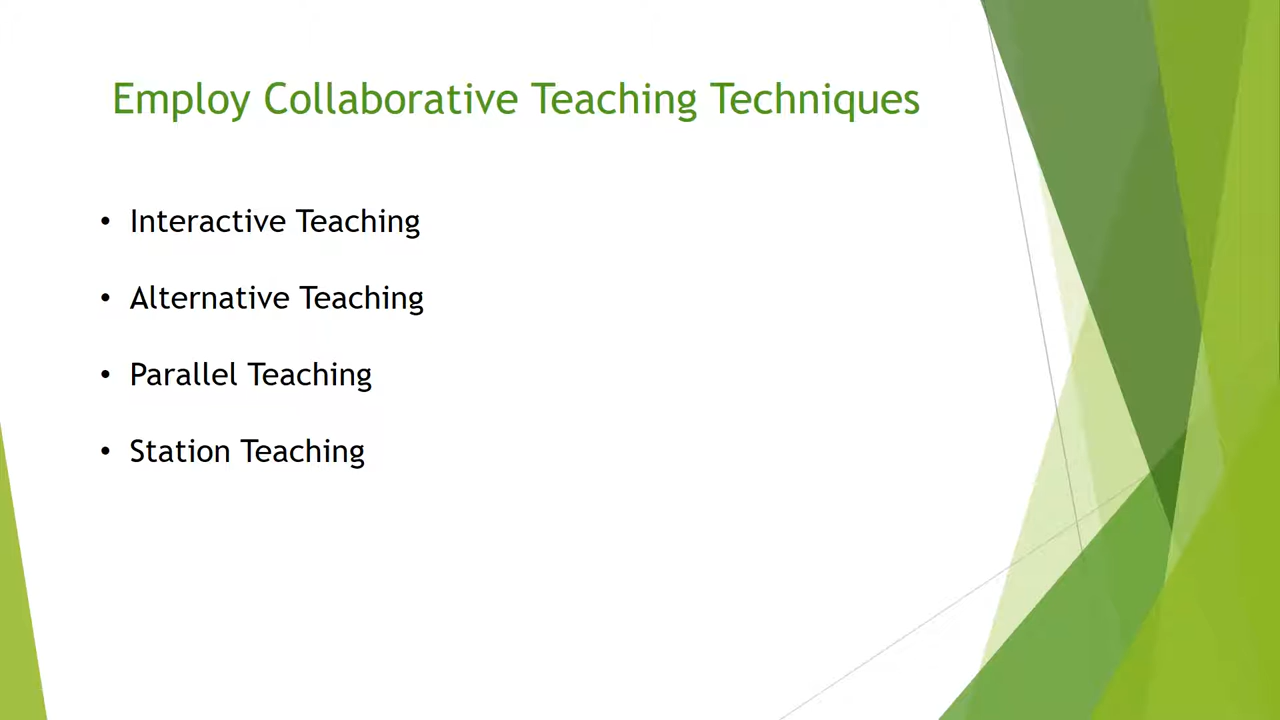 Employ Collaborative Teaching Techniques
• Interactive Teaching
• Alternative Teaching
• Parallel Teaching
• Station Teaching